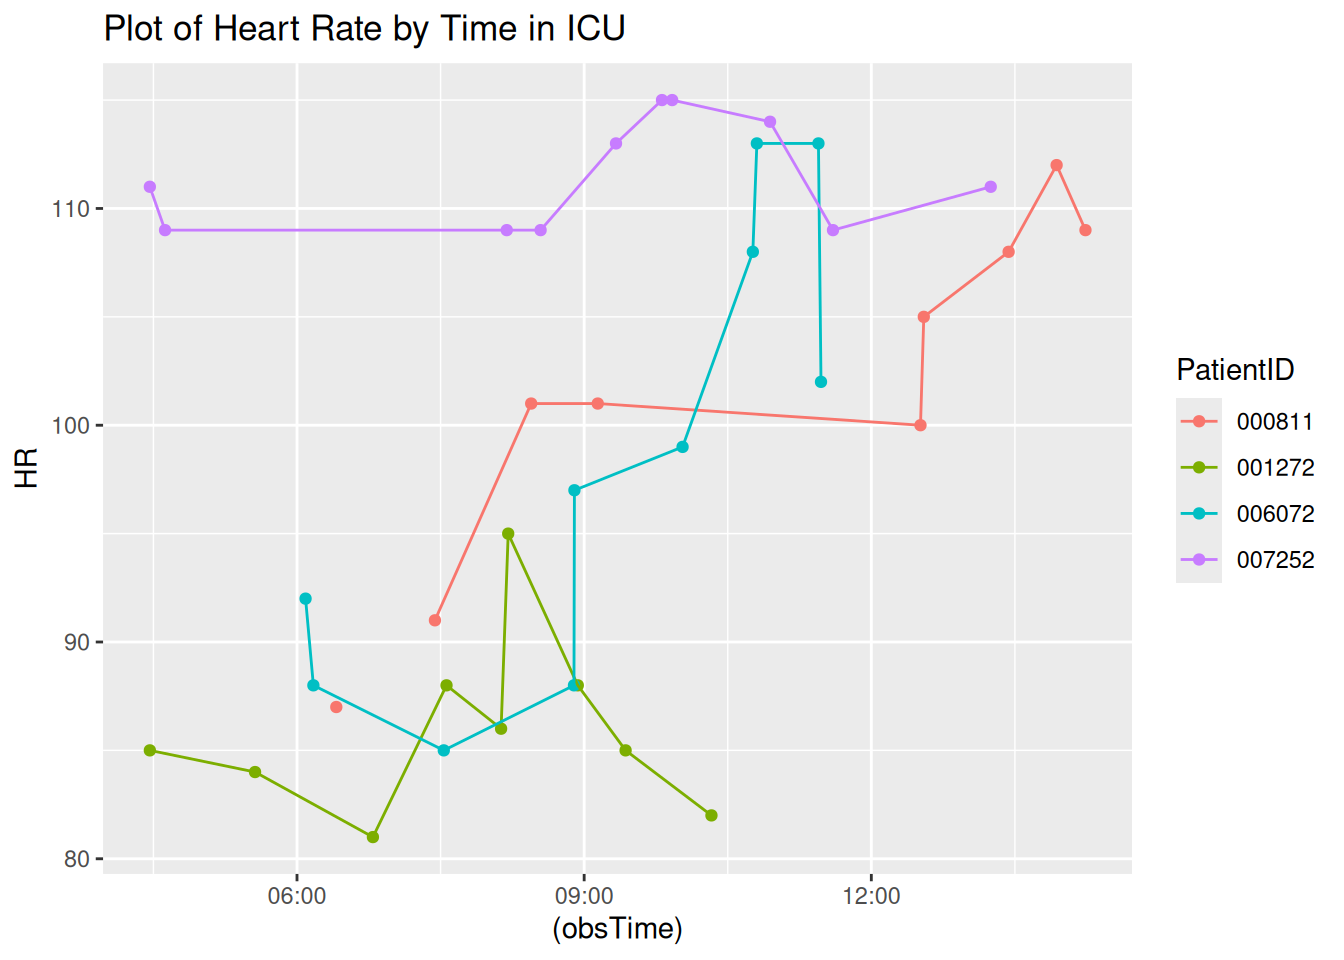 Plot of Heart Rate by Time in ICU
HR
110
100
90
80
06:00 09:00 12:00
(obsTime)
PatientID
000811
001272
006072
007252